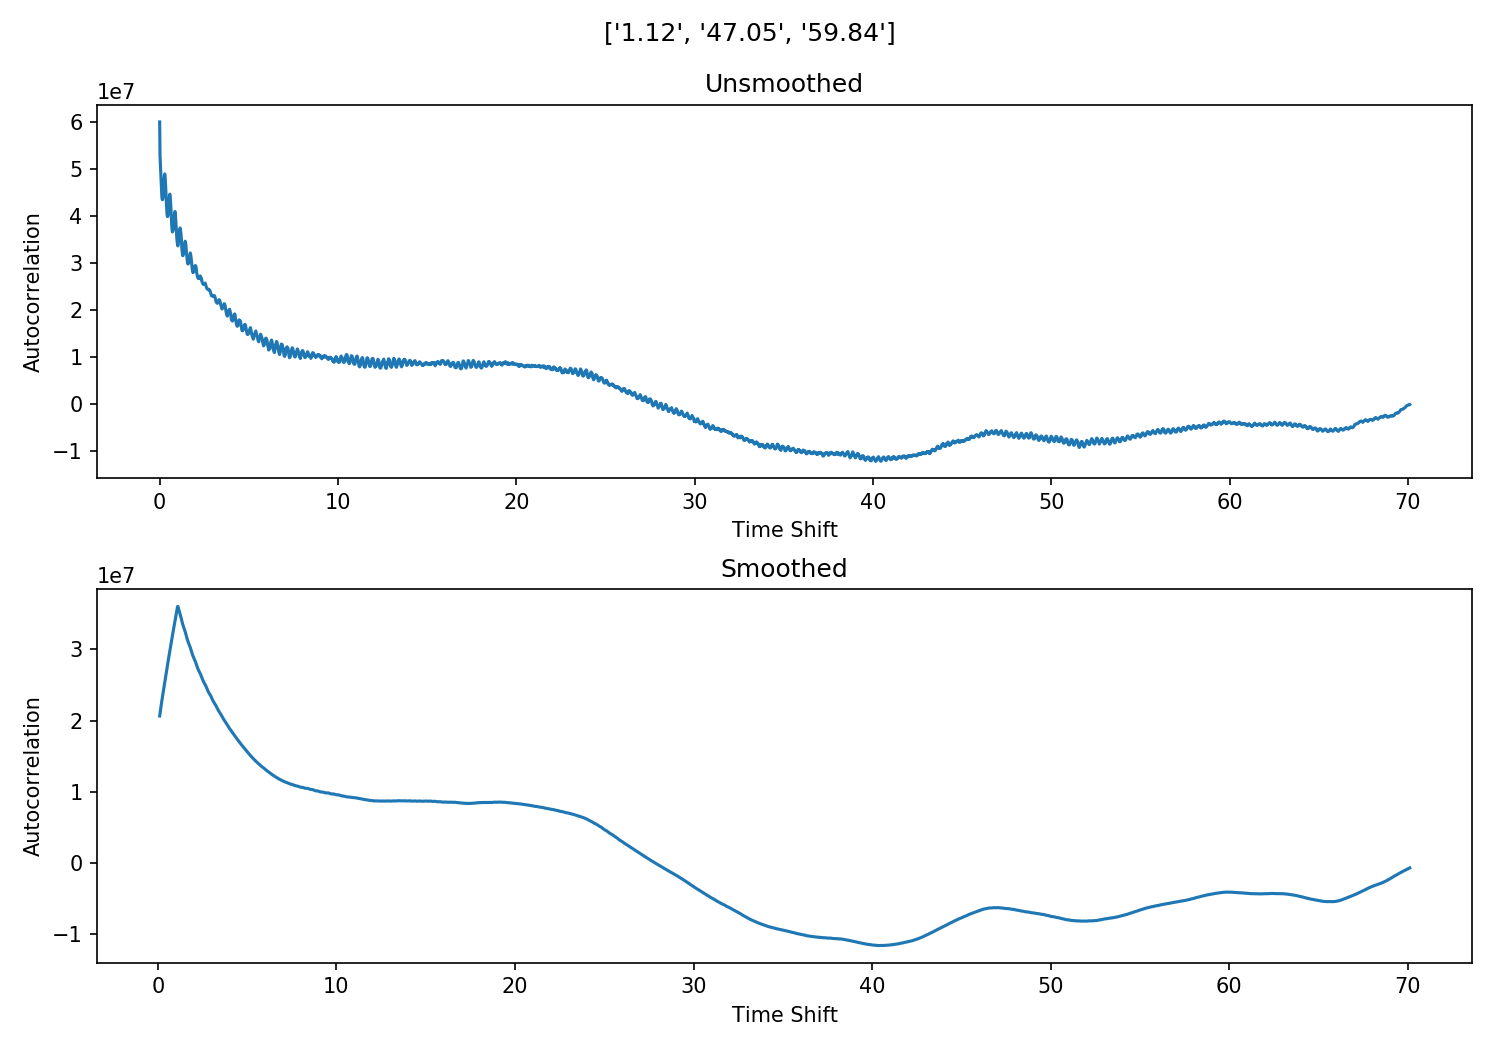 ['1.12', '47.05', '59.84']
Unsmoothed
1e7
6
5
4
3
2
1
0
−1
Autocorrelation
0 10 20 30 40 50 60 70
Time Shift
Smoothed
1e7
3
2
1
0
−1
Autocorrelation
0 10 20 30 40 50 60 70
Time Shift